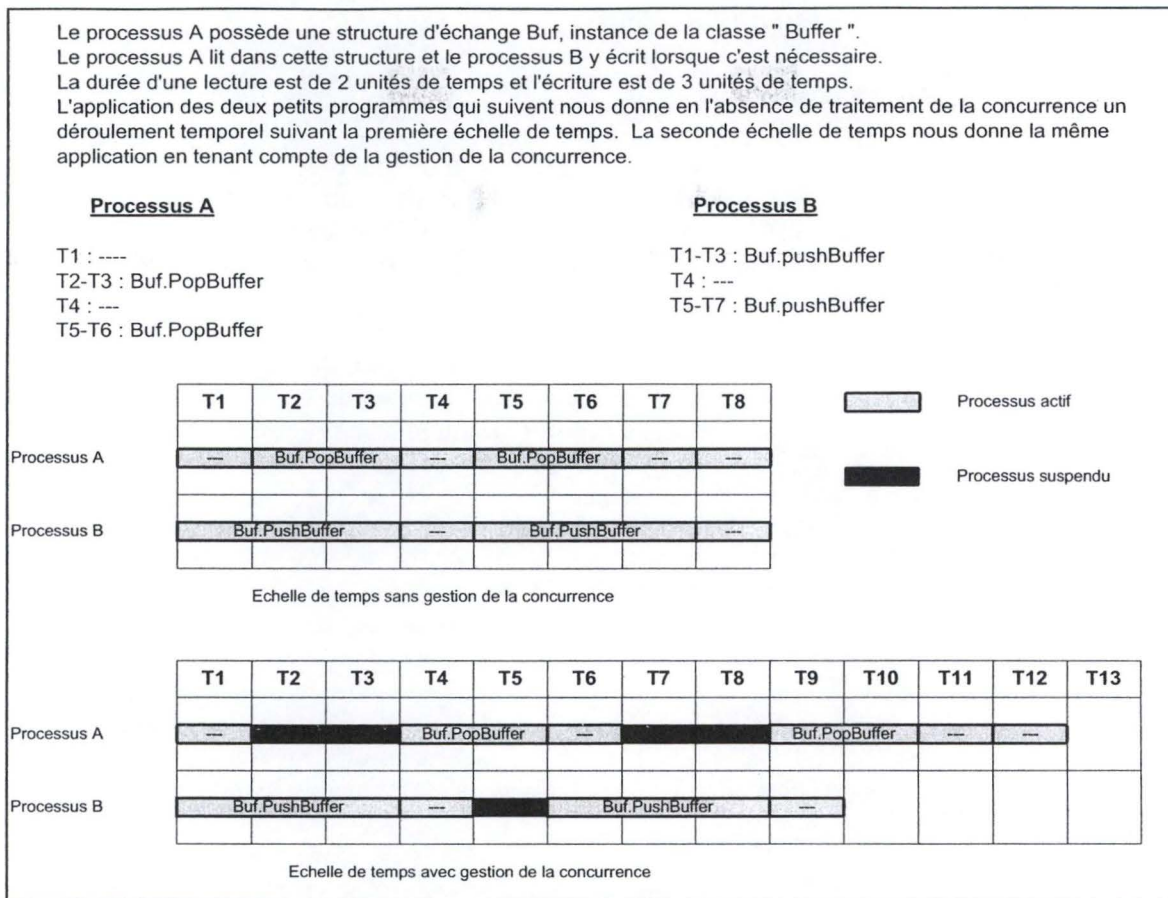 Le processus A possède une structure d'échange Buf, instance de la classe " Buffer ".
Le processus A lit dans cette structure et le processus B y écrit lorsque c'est nécessaire.
La durée d'une lecture est de 2 unités de temps et l'écriture est de 3 unités de temps.
L'application des deux petits programmes qui suivent nous donne en l'absence de traitement de la concurrence un
déroulement temporel suivant la première échelle de temps. La seconde échelle de temps nous donne la même
application en tenant compte de la gestion de la concurrence.
Processus A
T1 : ----
T2-T3 : Buf.PopBuffer
T4 : ---
T5-T6 : Buf.PopBuffer
Processus B
T1-T3 : Buf.pushBuffer
T4 : ---
T5-T7 : Buf.pushBuffer
T1 T2 T3 T4 T5 T6 T7 T8
Processus A --- Buf.PopBuffer --- Buf.PopBuffer --- ---
Processus B Buf.PushBuffer --- Buf.PushBuffer ---
Processus actif
Processus suspendu
Echelle de temps sans gestion de la concurrence
T1 T2 T3 T4 T5 T6 T7 T8 T9 T10 T11 T12 T13
Processus A --- Buf.PopBuffer --- Buf.PopBuffer --- ---
Processus B Buf.PushBuffer --- Buf.PushBuffer ---
Echelle de temps avec gestion de la concurrence